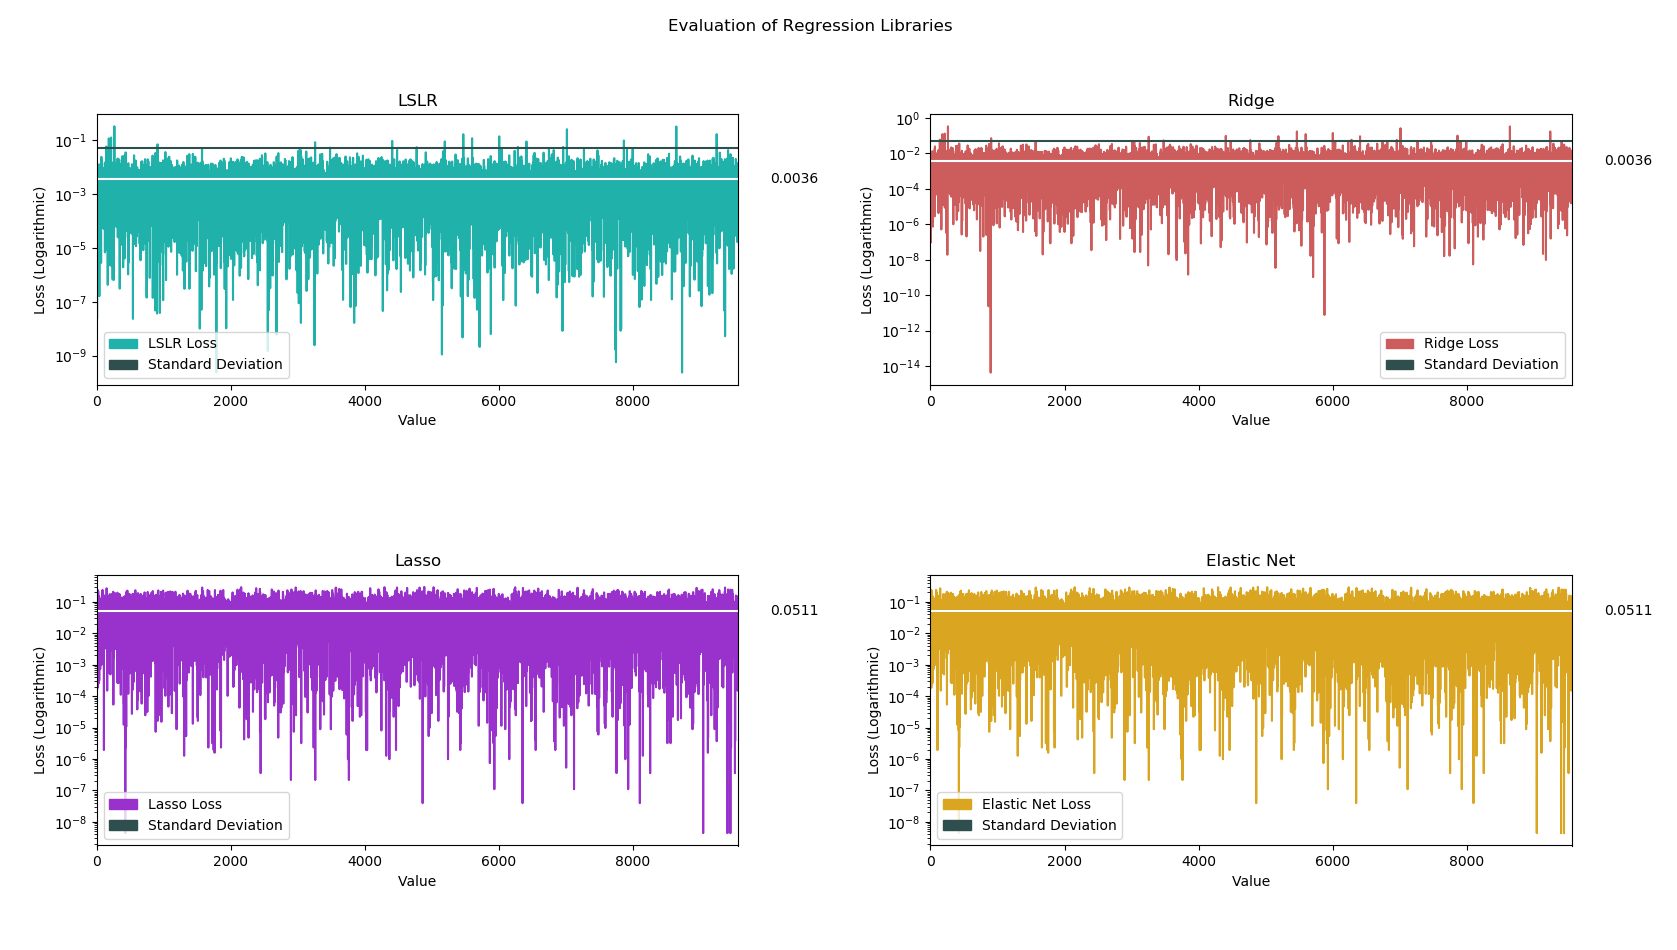 Evaluation of Regression Libraries
LSLR
Loss (Logarithmic)
10⁻¹
10⁻³
10⁻⁵
10⁻⁷
10⁻⁹
0.0036
LSLR Loss
Standard Deviation
0 2000 4000 6000 8000
Value
Ridge
Loss (Logarithmic)
10⁰
10⁻²
10⁻⁴
10⁻⁶
10⁻⁸
10⁻¹⁰
10⁻¹²
10⁻¹⁴
0.0036
Ridge Loss
Standard Deviation
0 2000 4000 6000 8000
Value
Lasso
Loss (Logarithmic)
10⁻¹
10⁻²
10⁻³
10⁻⁴
10⁻⁵
10⁻⁶
10⁻⁷
10⁻⁸
0.0511
Lasso Loss
Standard Deviation
0 2000 4000 6000 8000
Value
Elastic Net
Loss (Logarithmic)
10⁻¹
10⁻²
10⁻³
10⁻⁴
10⁻⁵
10⁻⁶
10⁻⁷
10⁻⁸
0.0511
Elastic Net Loss
Standard Deviation
0 2000 4000 6000 8000
Value